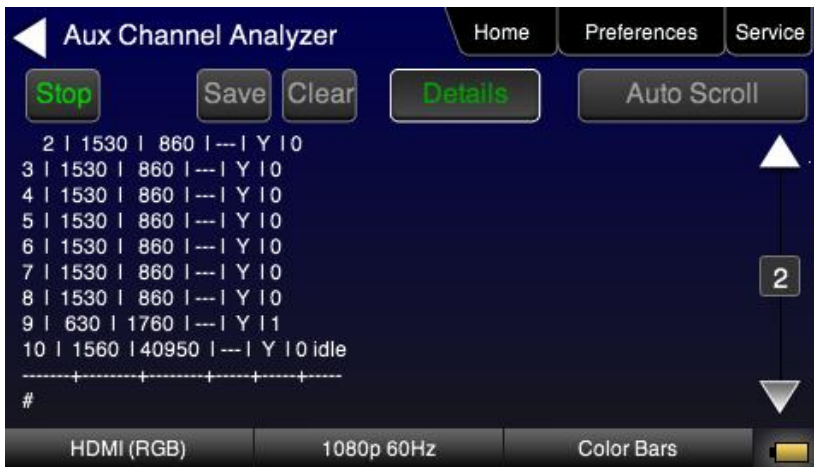 Aux Channel Analyzer Home Preferences Service
Stop Save Clear Details Auto Scroll
2 | 1530 | 860 |---| Y |0
3 | 1530 | 860 |---| Y |0
4 | 1530 | 860 |---| Y |0
5 | 1530 | 860 |---| Y |0
6 | 1530 | 860 |---| Y |0
7 | 1530 | 860 |---| Y |0
8 | 1530 | 860 |---| Y |0
9 | 630 | 1760 |---| Y |1
10 | 1560 |40950 |---| Y |0 idle
-------+--------+--------+-----+-----+-----
#
2
HDMI (RGB) 1080p 60Hz Color Bars